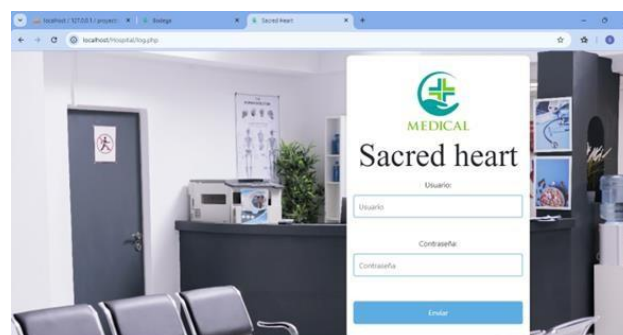 localhost / 127.0.0.1 / project
Bodega
Sacred Heart
localhost/Hospital/log.php
MEDICAL
Sacred heart
Usuario:
Usuario
Contraseña:
Contraseña
Enviar